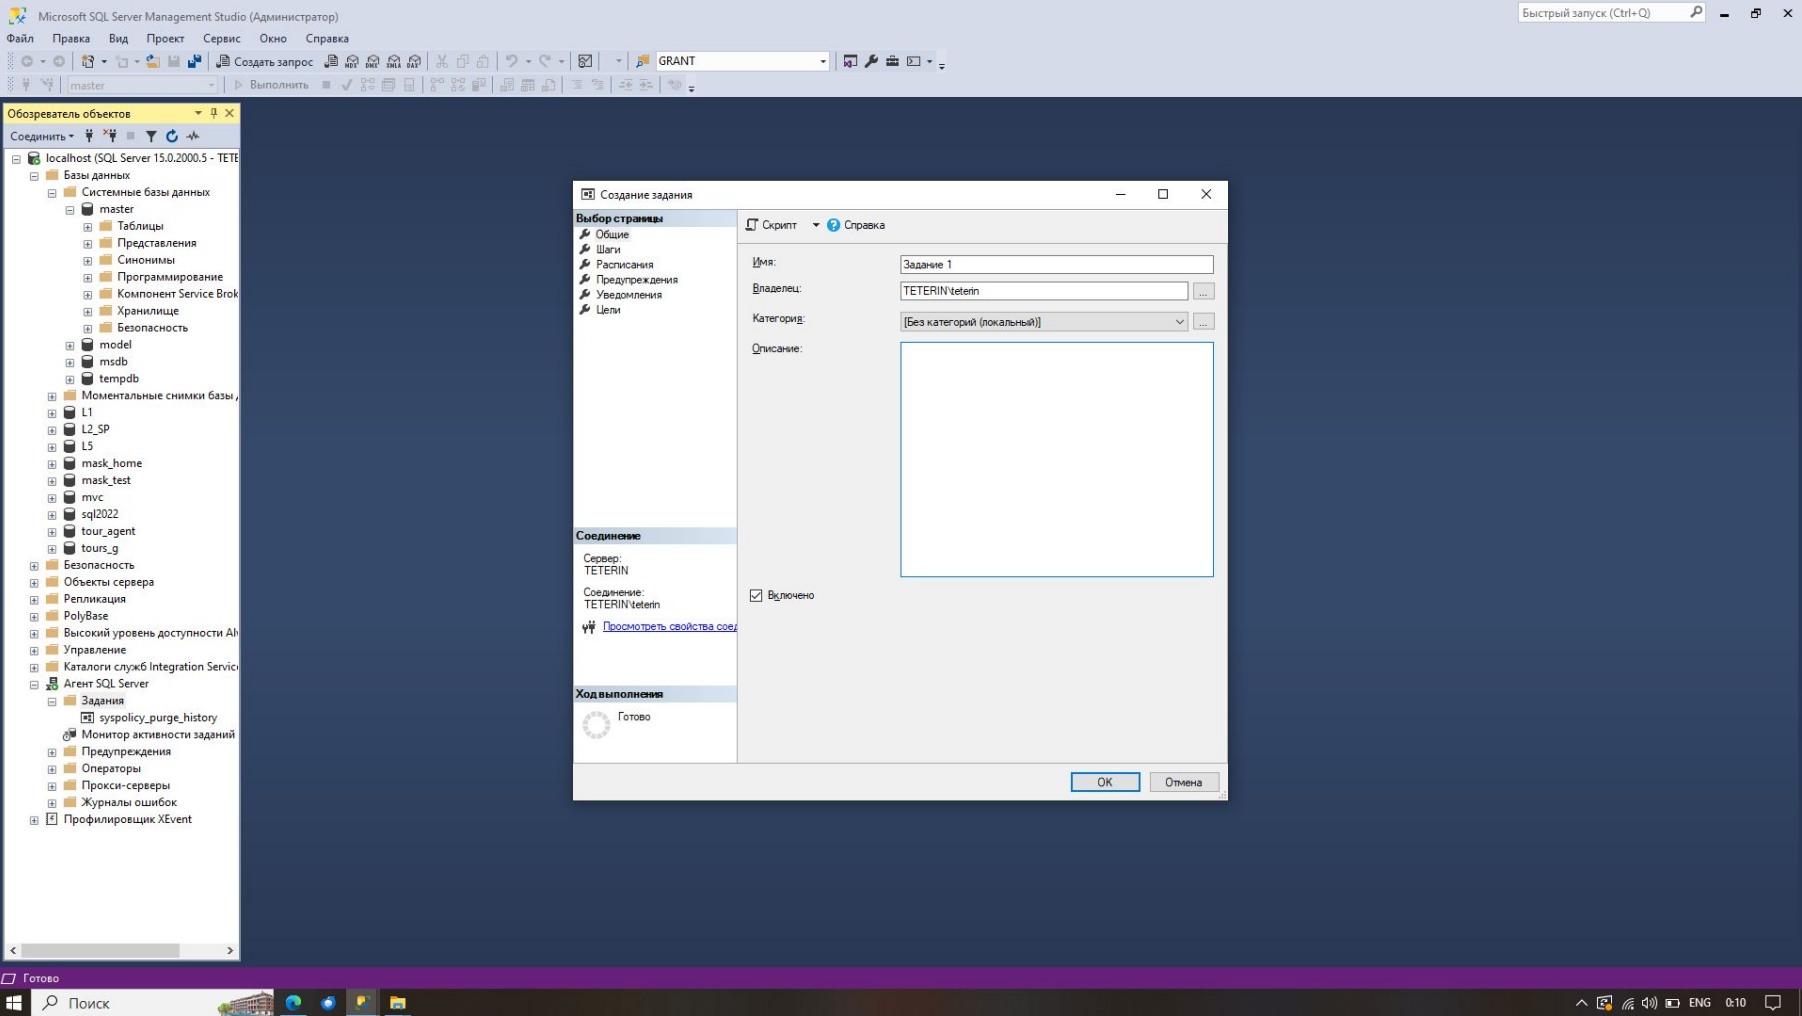 Microsoft SQL Server Management Studio (Администратор)
Быстрый запуск (Ctrl+Q)
Файл Правка Вид Проект Сервис Окно Справка
Создать запрос MDX DMX XMLA DAX GRANT
master Выполнить
Обозреватель объектов
Соединить
localhost (SQL Server 15.0.2000.5 - TETE
Базы данных
Системные базы данных
master
Таблицы
Представления
Синонимы
Программирование
Компонент Service Brok
Хранилище
Безопасность
model
msdb
tempdb
Моментальные снимки базы
L1
L2_SP
L5
mask_home
mask_test
mvc
sql2022
tour_agent
tours_g
Безопасность
Объекты сервера
Репликация
PolyBase
Высокий уровень доступности Al
Управление
Каталоги служб Integration Servic
Агент SQL Server
Задания
syspolicy_purge_history
Монитор активности заданий
Предупреждения
Операторы
Прокси-серверы
Журналы ошибок
Профилировщик XEvent
Создание задания
Выбор страницы
Общие
Шаги
Расписания
Предупреждения
Уведомления
Цели
Соединение
Сервер:
TETERIN
Соединение:
TETERIN\teterin
Просмотреть свойства соед
Ход выполнения
Готово
Скрипт Справка
Имя: Задание 1
Владелец: TETERIN\teterin ...
Категория: [Без категорий (локальный)] ...
Описание:
Включено
OK Отмена
Готово
Поиск
ENG 0:10